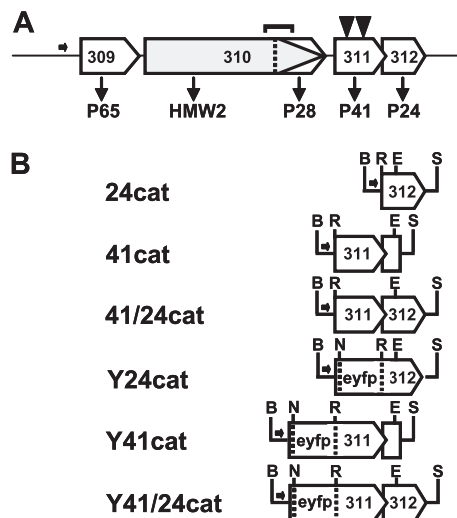 A
309 310 311 312
P65 HMW2 P28 P41 P24
B
B R E S
24cat 312
B R E S
41cat 311
B R E S
41/24cat 311 312
B N R E S
Y24cat eyfp 312
B N R E S
Y41cat eyfp 311
B N R E S
Y41/24cat eyfp 311 312